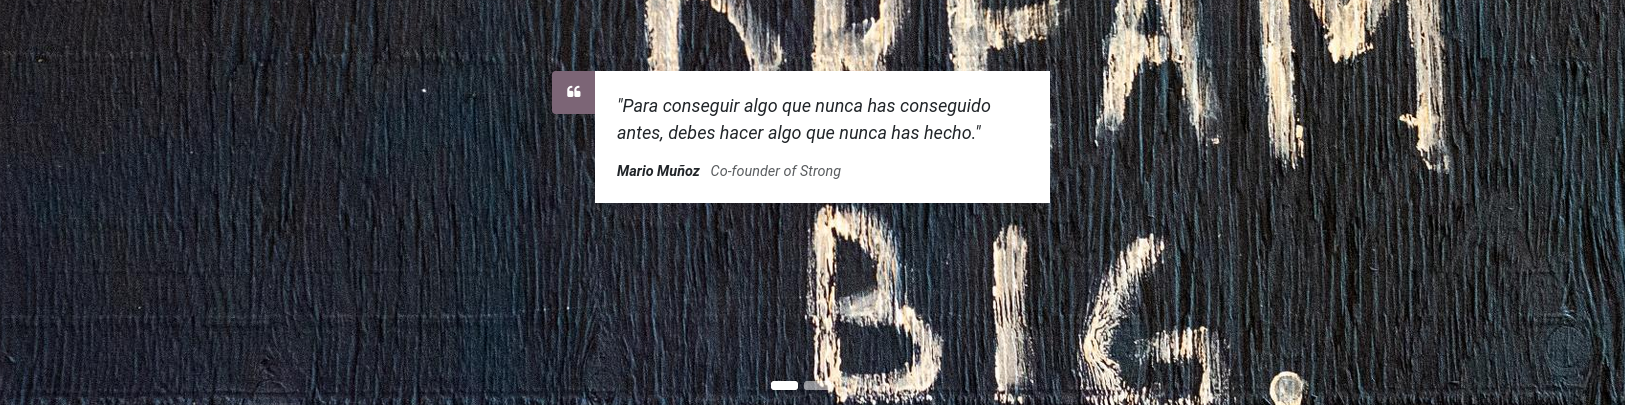 DREAM
"Para conseguir algo que nunca has conseguido
antes, debes hacer algo que nunca has hecho."
Mario Muñoz Co-founder of Strong
BIG.